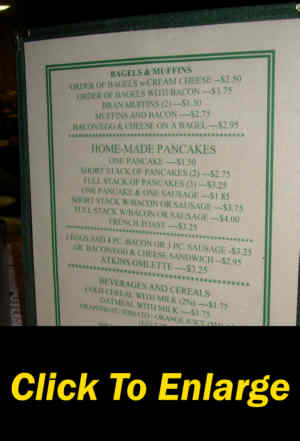 BAGELS & MUFFINS
ORDER OF BAGELS w-CREAM CHEESE --$2.50
ORDER OF BAGELS WITH BACON ---$3.75
BRAN MUFFINS (2) ---$1.50
MUFFINS AND BACON ----$2.75
BACON/EGG & CHEESE ON A BAGEL --$2.95
HOME-MADE PANCAKES
ONE PANCAKE ---$1.50
SHORT STACK OF PANCAKES (2) ---$2.75
FULL STACK OF PANCAKES (3) ---$3.25
ONE PANCAKE & ONE SAUSAGE ---$1.85
SHORT STACK W/BACON OR SAUSAGE ---$3.75
FULL STACK W/BACON OR SAUSAGE ---$4.00
FRENCH TOAST ----$3.25
EGGS AND 4 PC. BACON OR 3 PC. SAUSAGE -$3.25
GR. BACON/EGG & CHEESE SANDWICH --$2.95
ATKINS OMLETTE ----$3.25
BEVERAGES AND CEREALS
COLD CEREAL WITH MILK (2%) ---$1.75
OATMEAL WITH MILK ---$1.75
GRAPEFRUIT - TOMATO - ORANGE JUICE
Click To Enlarge